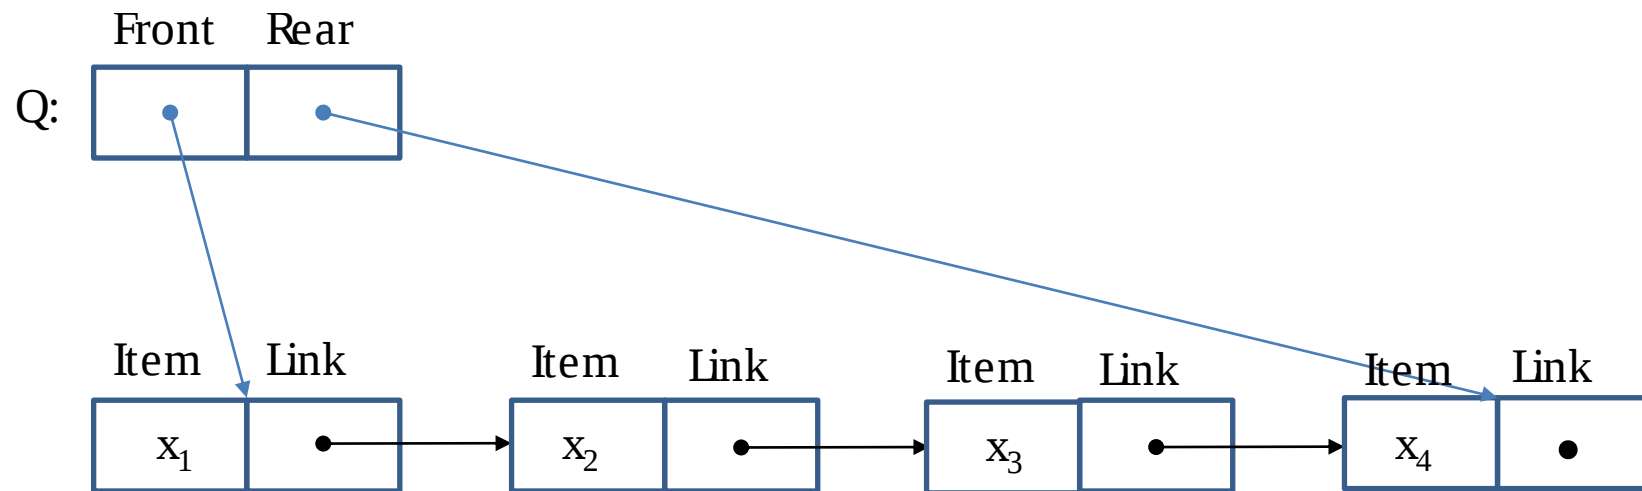 Front Rear
Q:
Item Link Item Link Item Link Item Link
x₁ x₂ x₃ x₄